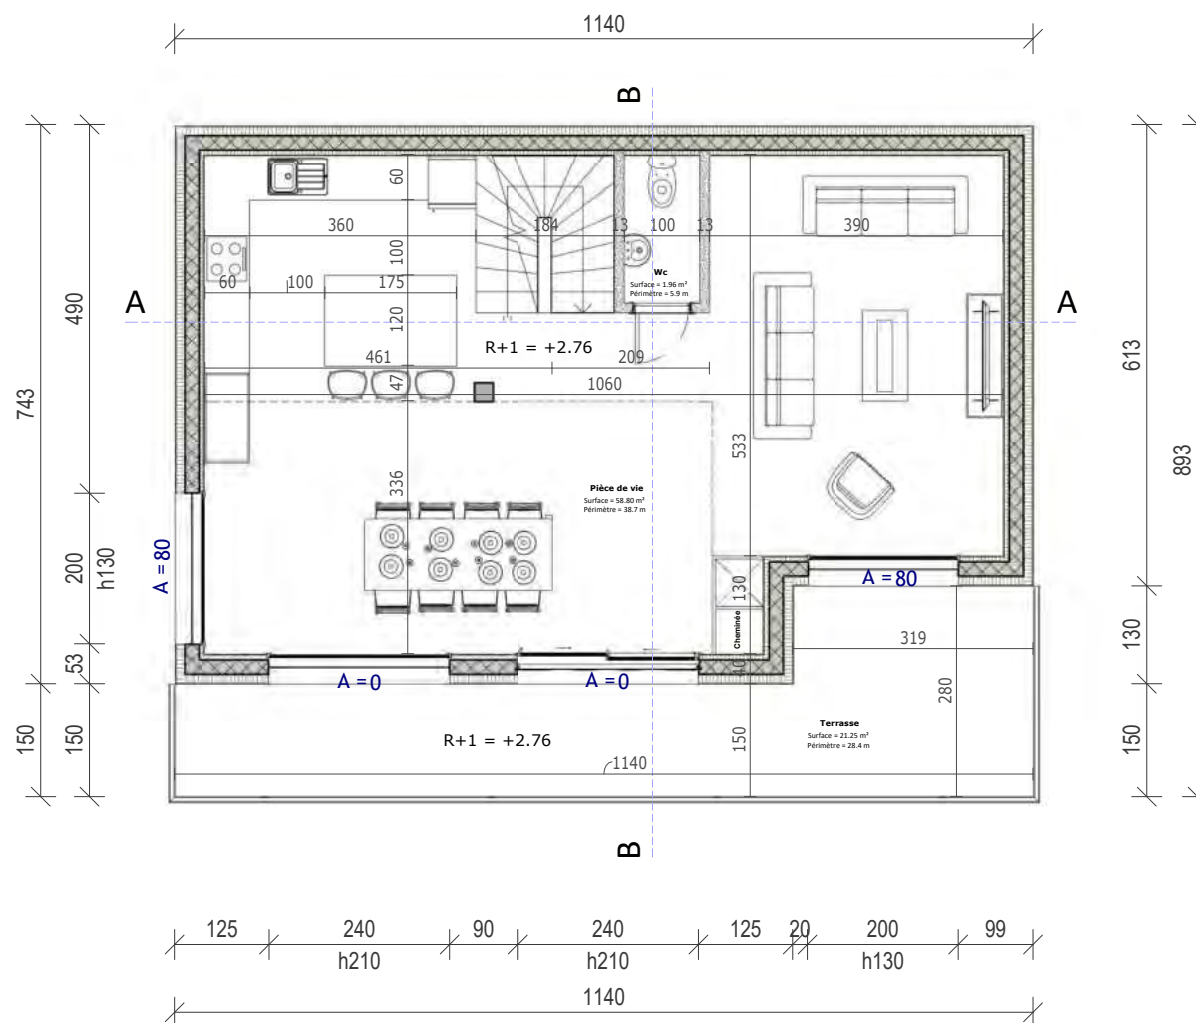 1140
B
60
360
184
13
100
13
390
100
Wc
Surface = 1.96 m²
Périmètre = 5.9 m
60
100
175
A
A
490
120
R+1 = +2.76
613
461
209
47
1060
743
893
533
336
Pièce de vie
Surface = 58.80 m²
Périmètre = 38.7 m
200
h130
A = 80
A = 80
130
Cheminée
319
130
53
40
A = 0
A = 0
280
150
150
R+1 = +2.76
150
Terrasse
Surface = 21.25 m²
Périmètre = 28.4 m
150
1140
B
125
240
90
240
125
20
200
99
h210
h210
h130
1140